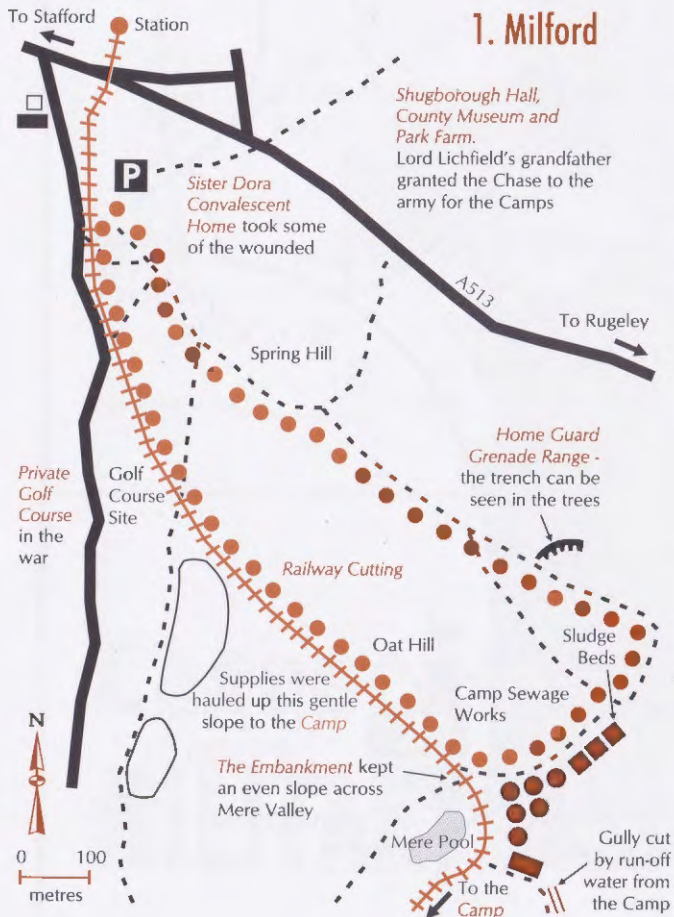 1. Milford
To Stafford
Station
P
Shugborough Hall,
County Museum and
Park Farm.
Lord Lichfield's grandfather
granted the Chase to the
army for the Camps
Sister Dora
Convalescent
Home took some
of the wounded
A513
To Rugeley
Spring Hill
Home Guard
Grenade Range -
the trench can be
seen in the trees
Private
Golf
Course
in the
war
Golf
Course
Site
Railway Cutting
Oat Hill
Sludge
Beds
Supplies were
hauled up this gentle
slope to the Camp
Camp Sewage
Works
N
The Embankment kept
an even slope across
Mere Valley
Mere Pool
Gully cut
by run-off
water from
the Camp
0 100
metres
To the
Camp